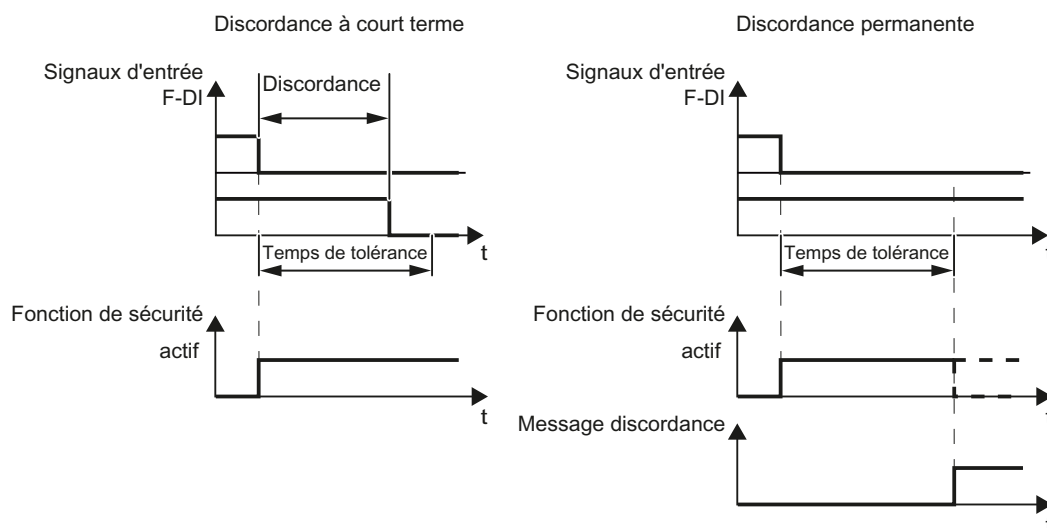 Discordance à court terme
Signaux d'entrée
F-DI
Discordance
t
Temps de tolérance
Fonction de sécurité
actif
t
Discordance permanente
Signaux d'entrée
F-DI
t
Temps de tolérance
Fonction de sécurité
actif
t
Message discordance
t